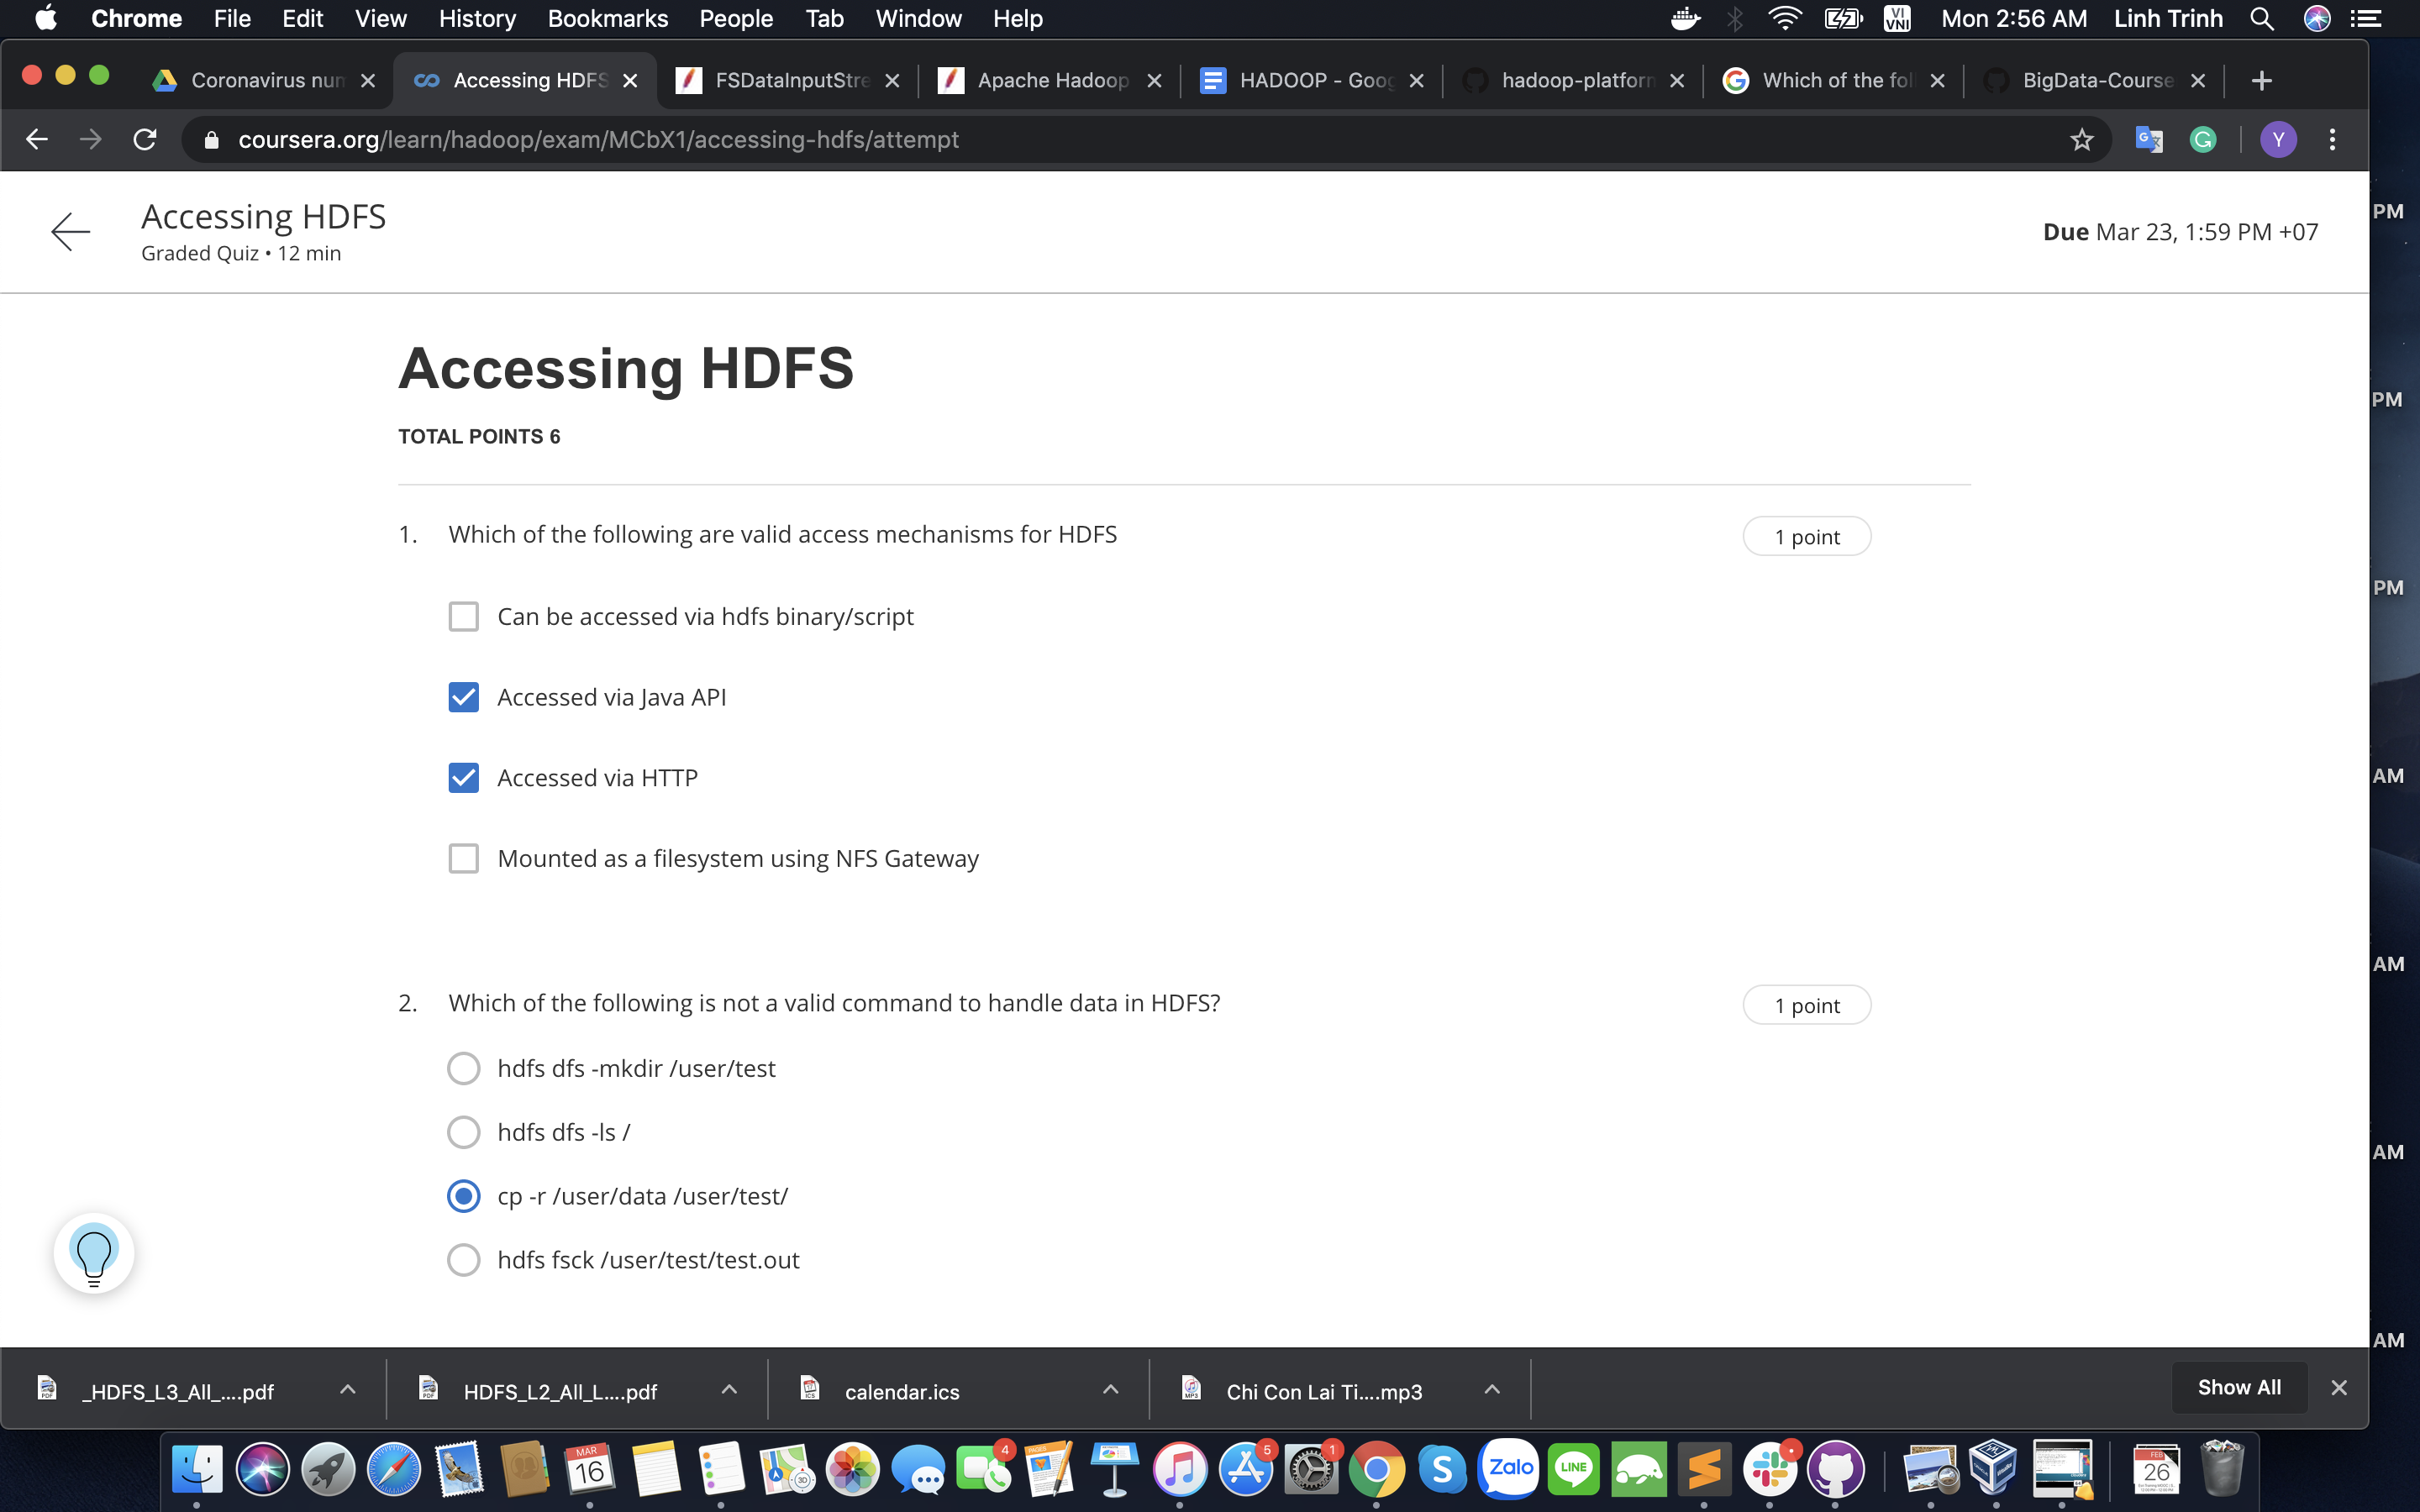 Chrome File Edit View History Bookmarks People Tab Window Help VI VNI Mon 2:56 AM Linh Trinh
Coronavirus num Accessing HDFS FSDataInputStre Apache Hadoop HADOOP - Goog hadoop-platform Which of the foll BigData-Course
coursera.org/learn/hadoop/exam/MCbX1/accessing-hdfs/attempt Y
Accessing HDFS
Graded Quiz • 12 min
Due Mar 23, 1:59 PM +07
Accessing HDFS
TOTAL POINTS 6
1. Which of the following are valid access mechanisms for HDFS
1 point
Can be accessed via hdfs binary/script
Accessed via Java API
Accessed via HTTP
Mounted as a filesystem using NFS Gateway
2. Which of the following is not a valid command to handle data in HDFS?
1 point
hdfs dfs -mkdir /user/test
hdfs dfs -ls /
cp -r /user/data /user/test/
hdfs fsck /user/test/test.out
PM
PM
PM
AM
AM
AM
AM
_HDFS_L3_All_....pdf HDFS_L2_All_L....pdf calendar.ics Chi Con Lai Ti....mp3 Show All
MAR 16 4 PAGES 5 1 S Zalo LINE FEB 26